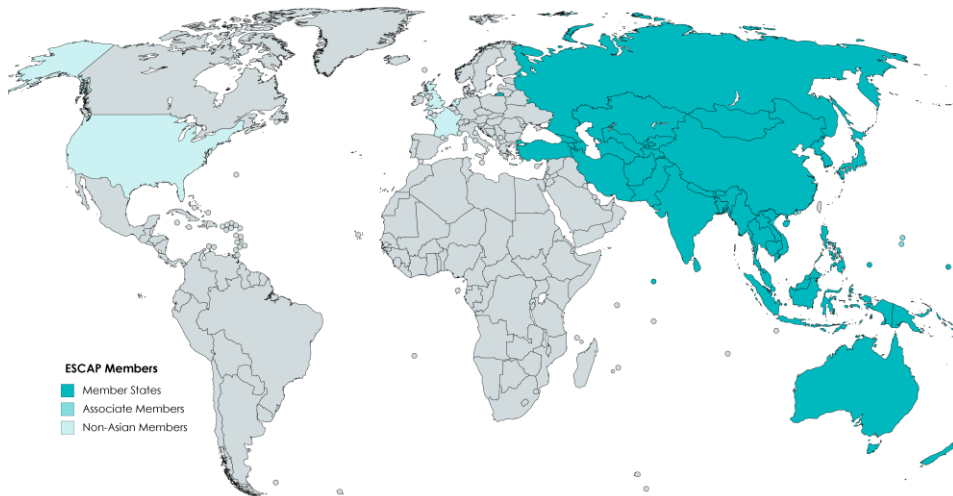 ESCAP Members
Member States
Associate Members
Non-Asian Members